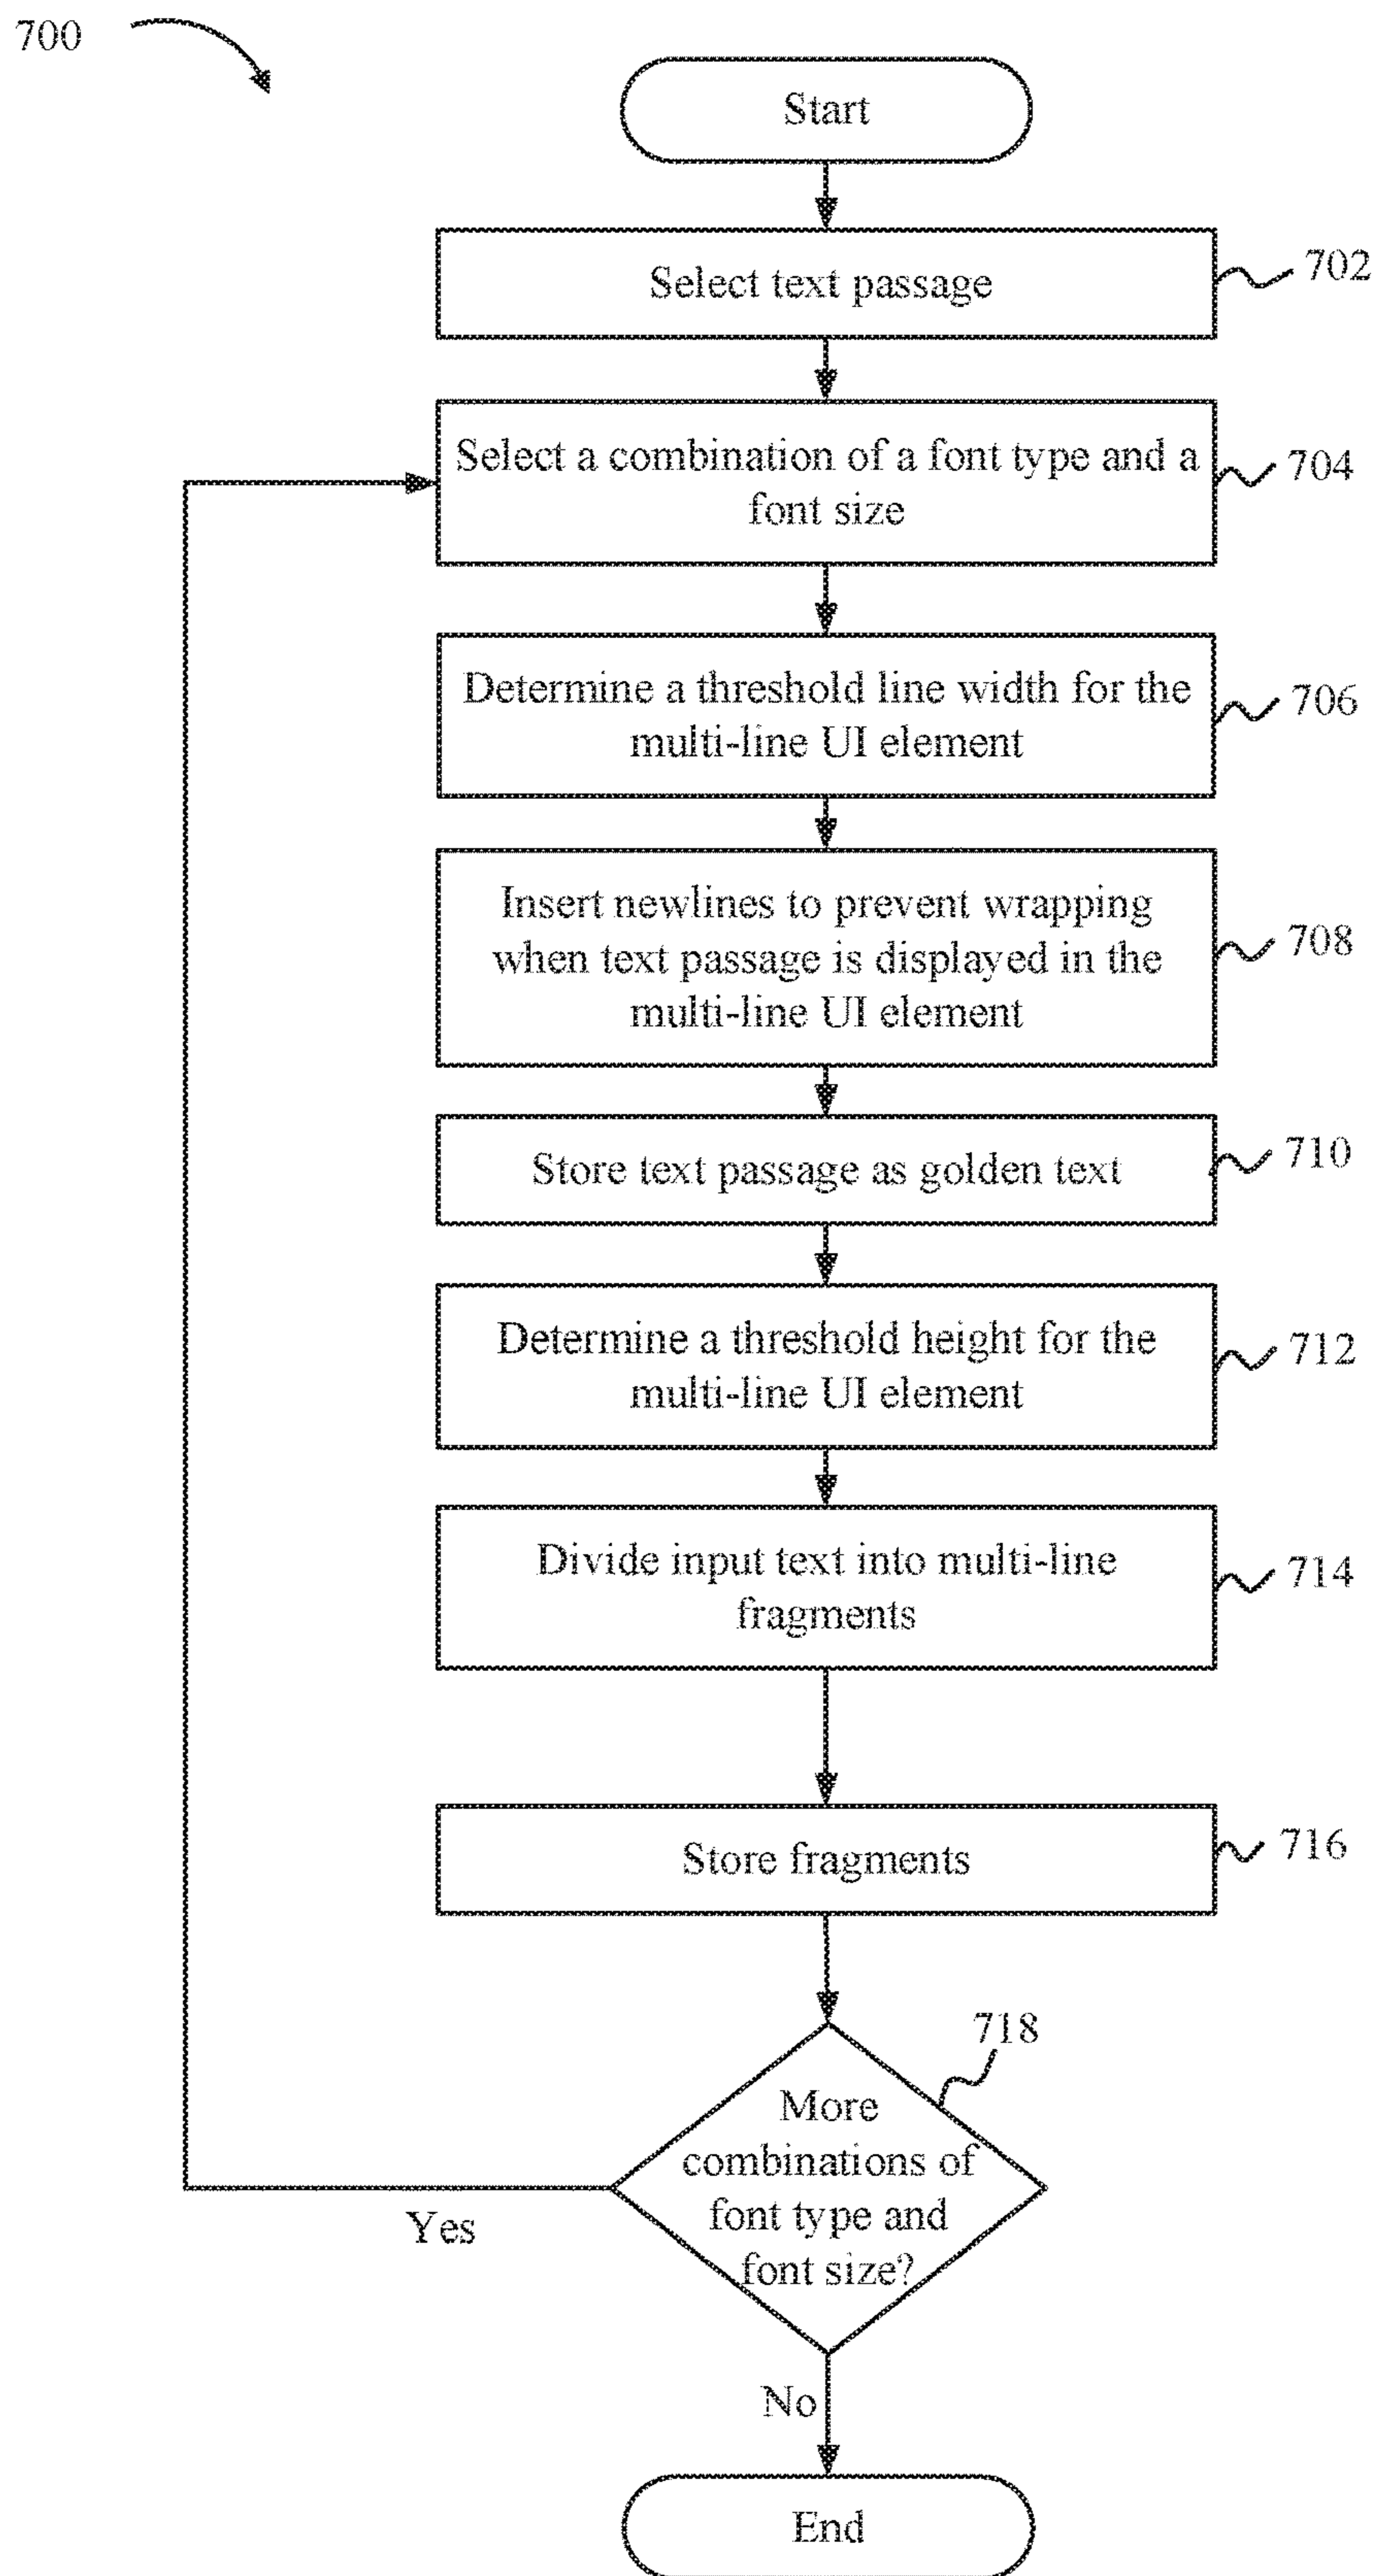 700
Start
Select text passage
702
Select a combination of a font type and a
font size
704
Determine a threshold line width for the
multi-line UI element
706
Insert newlines to prevent wrapping
when text passage is displayed in the
multi-line UI element
708
Store text passage as golden text
710
Determine a threshold height for the
multi-line UI element
712
Divide input text into multi-line
fragments
714
Store fragments
716
718
More
combinations of
font type and
font size?
Yes
No
End